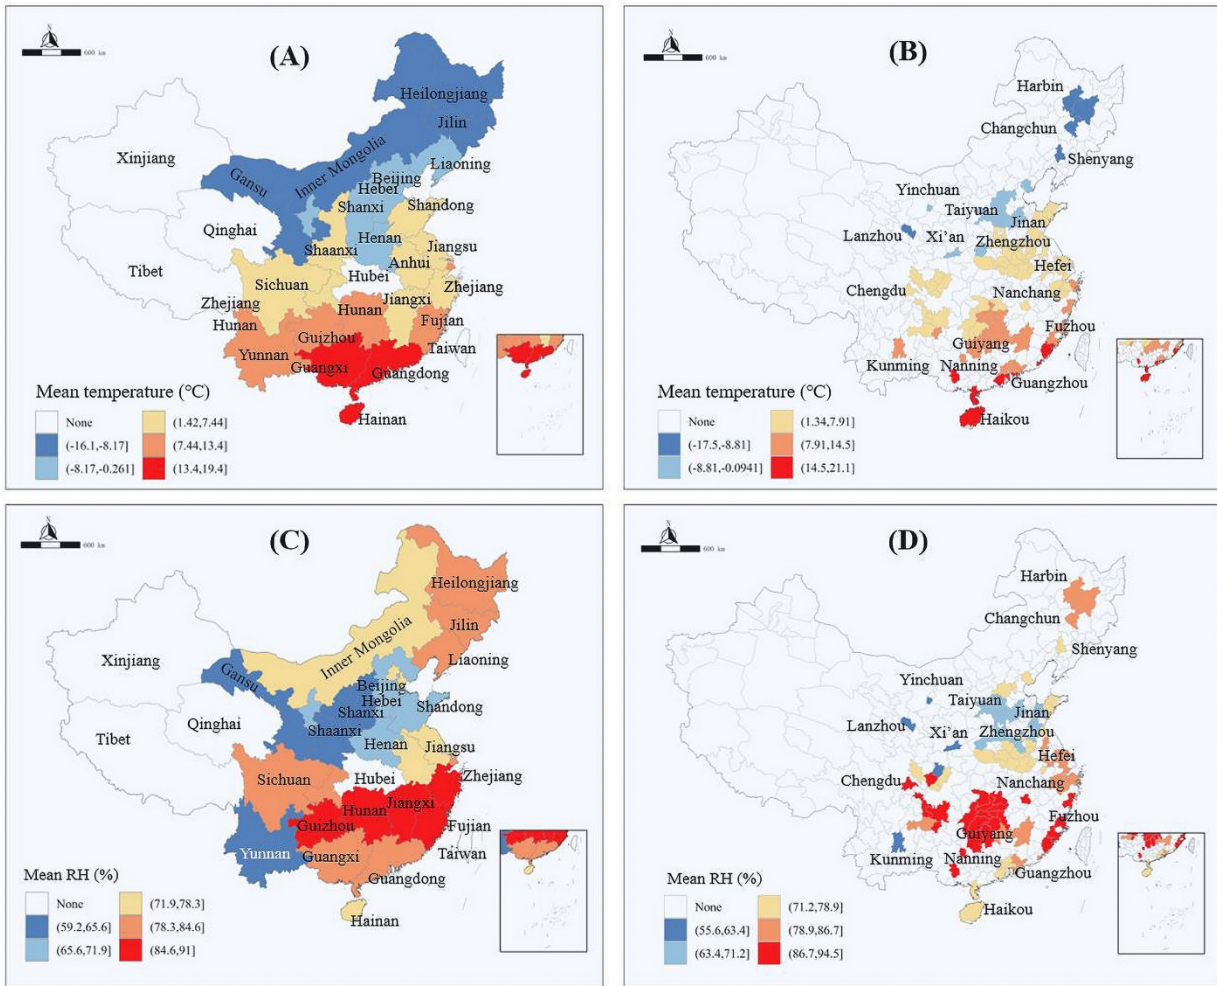 (A)
N
600 km
Heilongjiang
Jilin
Inner Mongolia
Liaoning
Xinjiang
Gansu
Beijing
Hebei
Shanxi
Shandong
Qinghai
Henan
Shaanxi
Jiangsu
Anhui
Tibet
Hubei
Sichuan
Zhejiang
Zhejiang
Jiangxi
Hunan
Hunan
Fujian
Guizhou
Taiwan
Yunnan
Guangxi
Guangdong
Hainan
Mean temperature (°C)
None
(-16.1,-8.17]
(-8.17,-0.261]
(1.42,7.44]
(7.44,13.4]
(13.4,19.4]
(B)
N
600 km
Harbin
Changchun
Shenyang
Yinchuan
Taiyuan
Jinan
Lanzhou
Xi’an
Zhengzhou
Hefei
Chengdu
Nanchang
Fuzhou
Guiyang
Kunming
Nanning
Guangzhou
Haikou
Mean temperature (°C)
None
(-17.5,-8.81]
(-8.81,-0.0941]
(1.34,7.91]
(7.91,14.5]
(14.5,21.1]
(C)
N
600 km
Heilongjiang
Jilin
Inner Mongolia
Liaoning
Xinjiang
Gansu
Beijing
Hebei
Shanxi
Shandong
Qinghai
Shaanxi
Henan
Jiangsu
Tibet
Hubei
Zhejiang
Sichuan
Jiangxi
Hunan
Guizhou
Fujian
Taiwan
Yunnan
Guangxi
Guangdong
Hainan
Mean RH (%)
None
(59.2,65.6]
(65.6,71.9]
(71.9,78.3]
(78.3,84.6]
(84.6,91]
(D)
N
600 km
Harbin
Changchun
Shenyang
Yinchuan
Taiyuan
Jinan
Lanzhou
Xi’an
Zhengzhou
Hefei
Chengdu
Nanchang
Fuzhou
Guiyang
Kunming
Nanning
Guangzhou
Haikou
Mean RH (%)
None
(55.6,63.4]
(63.4,71.2]
(71.2,78.9]
(78.9,86.7]
(86.7,94.5]